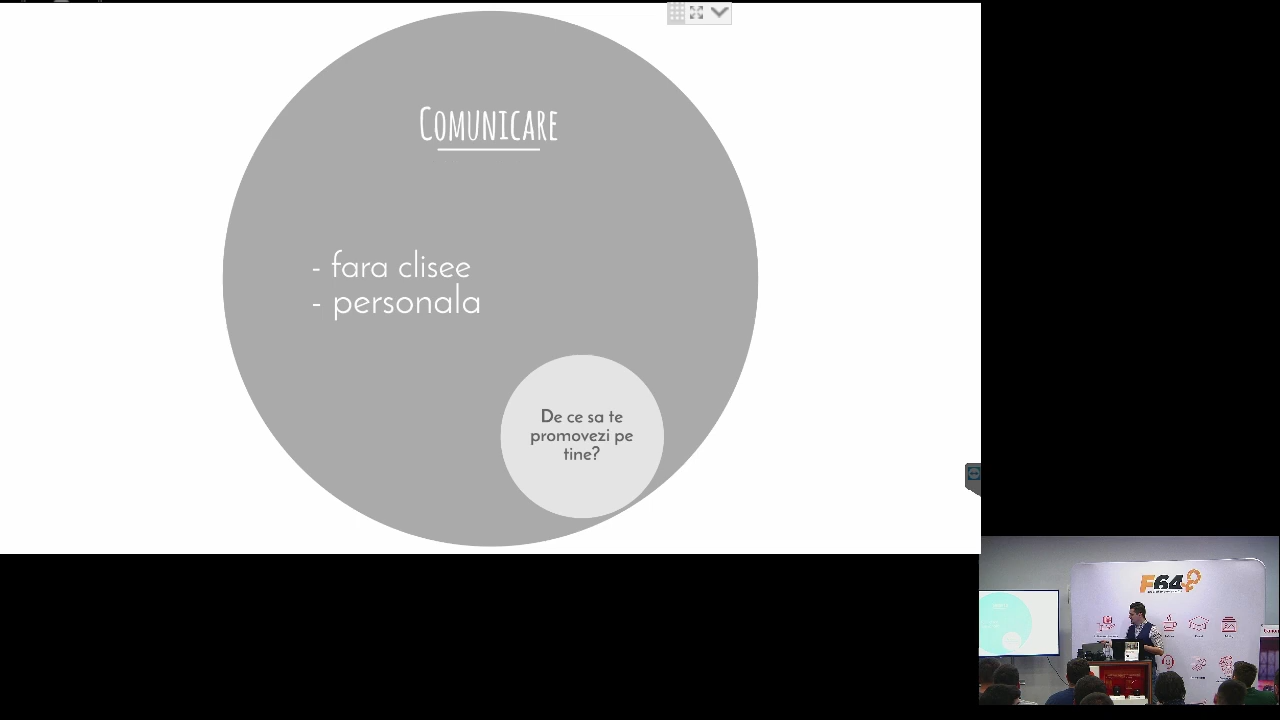 Comunicare
- fara clisee
- personala
De ce sa te
promovezi pe
tine?
F64